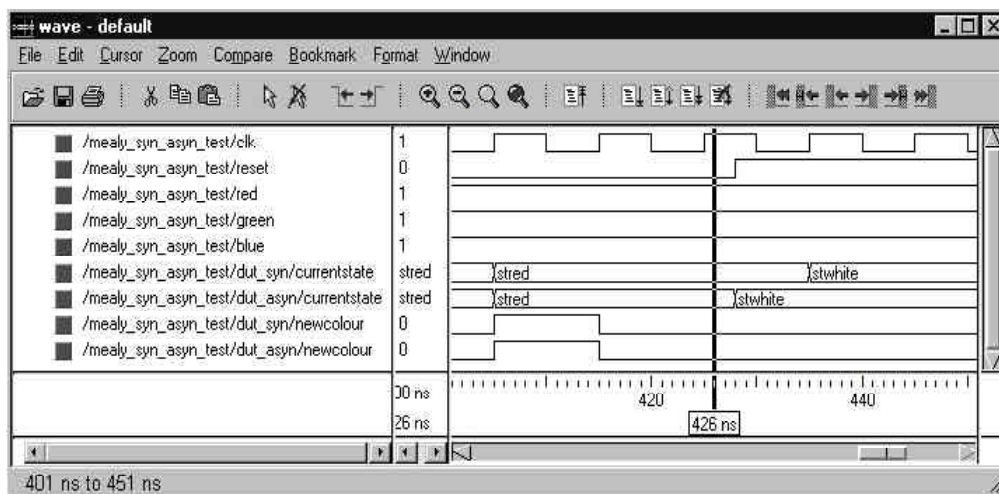 wave - default
File Edit Cursor Zoom Compare Bookmark Format Window
/mealy_syn_asyn_test/clk 1
/mealy_syn_asyn_test/reset 0
/mealy_syn_asyn_test/red 1
/mealy_syn_asyn_test/green 1
/mealy_syn_asyn_test/blue 1
/mealy_syn_asyn_test/dut_syn/currentstate stred stred stwhite
/mealy_syn_asyn_test/dut_asyn/currentstate stred stred stwhite
/mealy_syn_asyn_test/dut_syn/newcolour 0
/mealy_syn_asyn_test/dut_asyn/newcolour 0
00 ns 420 440
26 ns 426 ns
401 ns to 451 ns